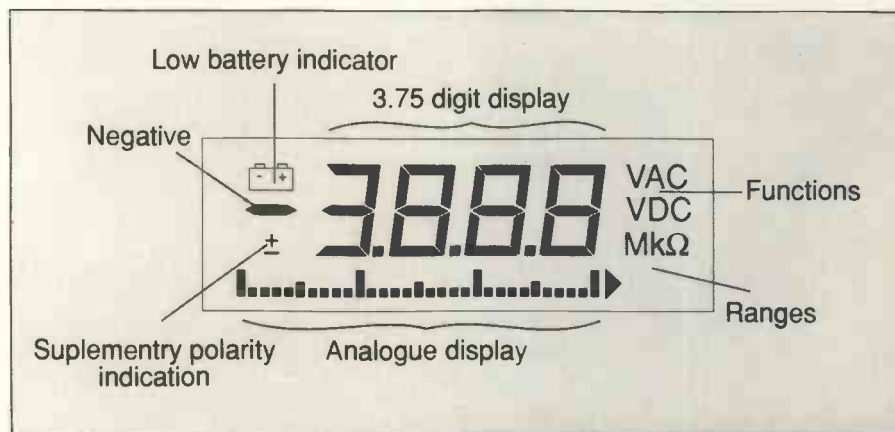 Low battery indicator
3.75 digit display
Negative
- +
3.8.8.8
VAC
Functions
VDC
±
MkΩ
Ranges
Suplementry polarity
indication
Analogue display